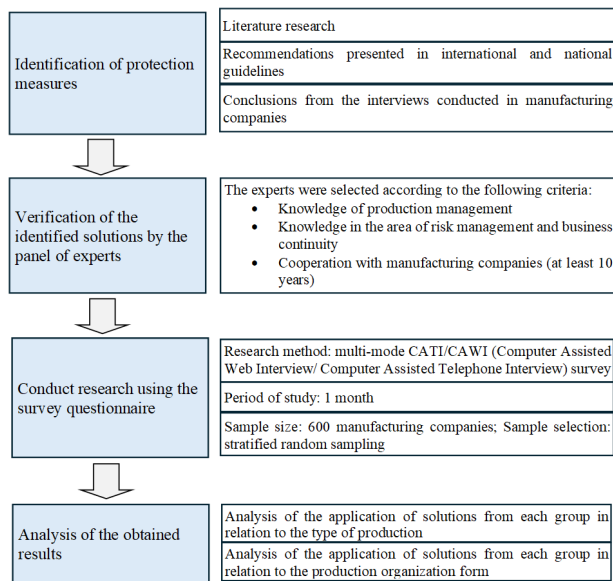 Identification of protection
measures
Literature research
Recommendations presented in international and national
guidelines
Conclusions from the interviews conducted in manufacturing
companies
Verification of the
identified solutions by the
panel of experts
The experts were selected according to the following criteria:
• Knowledge of production management
• Knowledge in the area of risk management and business
continuity
• Cooperation with manufacturing companies (at least 10
years)
Conduct research using the
survey questionnaire
Research method: multi-mode CATI/CAWI (Computer Assisted
Web Interview/ Computer Assisted Telephone Interview) survey
Period of study: 1 month
Sample size: 600 manufacturing companies; Sample selection:
stratified random sampling
Analysis of the obtained
results
Analysis of the application of solutions from each group in
relation to the type of production
Analysis of the application of solutions from each group in
relation to the production organization form